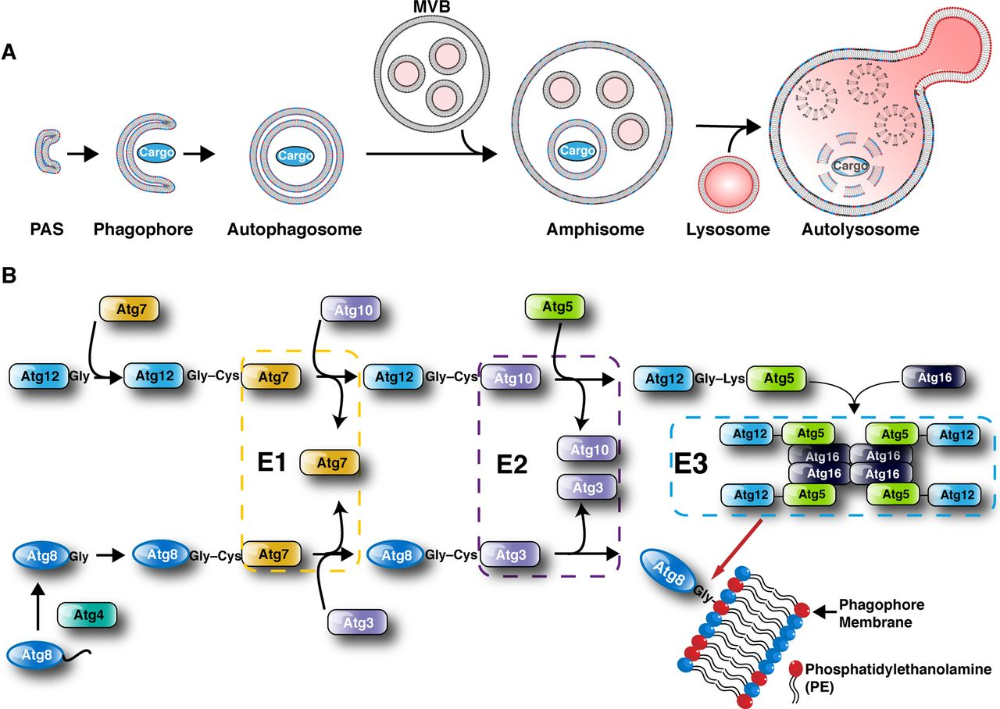 A
MVB
Cargo
Cargo
Cargo
Cargo
PAS
Phagophore
Autophagosome
Amphisome
Lysosome
Autolysosome
B
Atg7
Atg10
Atg5
Atg12 Gly
Atg12 Gly–Cys Atg7
Atg12 Gly–Cys Atg10
Atg12 Gly–Lys Atg5
Atg16
E1
Atg7
E2
Atg10
Atg3
E3
Atg12 Atg5 Atg5 Atg12
Atg16 Atg16
Atg16 Atg16
Atg12 Atg5 Atg5 Atg12
Atg8 Gly
Atg8 Gly–Cys Atg7
Atg8 Gly–Cys Atg3
Atg8 Gly-
Atg4
Atg3
Atg8
Phagophore
Membrane
Phosphatidylethanolamine
(PE)